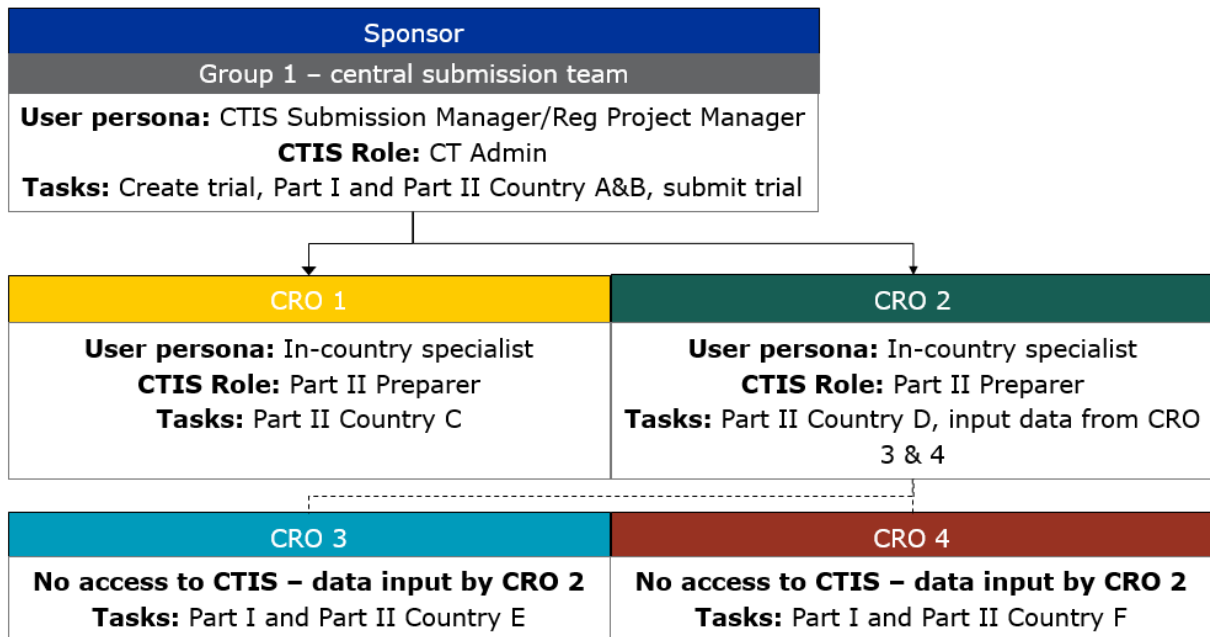 Sponsor
Group 1 – central submission team
User persona: CTIS Submission Manager/Reg Project Manager
CTIS Role: CT Admin
Tasks: Create trial, Part I and Part II Country A&B, submit trial
CRO 1
User persona: In-country specialist
CTIS Role: Part II Preparer
Tasks: Part II Country C
CRO 2
User persona: In-country specialist
CTIS Role: Part II Preparer
Tasks: Part II Country D, input data from CRO
3 & 4
CRO 3
No access to CTIS – data input by CRO 2
Tasks: Part I and Part II Country E
CRO 4
No access to CTIS – data input by CRO 2
Tasks: Part I and Part II Country F